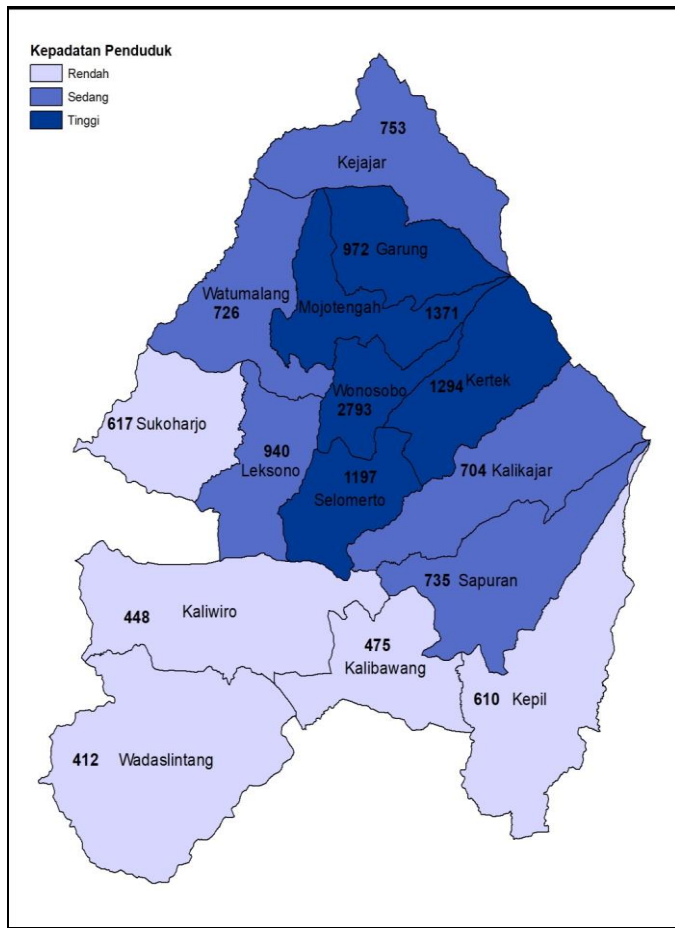 Kepadatan Penduduk
Rendah
Sedang
Tinggi
753
Kejajar
972 Garung
Watumalang
726
Mojotengah 1371
Wonosobo
2793
1294 Kertek
617 Sukoharjo
940
Leksono
1197
Selomerto
704 Kalikajar
735 Sapuran
448 Kaliwiro
475
Kalibawang
610 Kepil
412 Wadaslintang